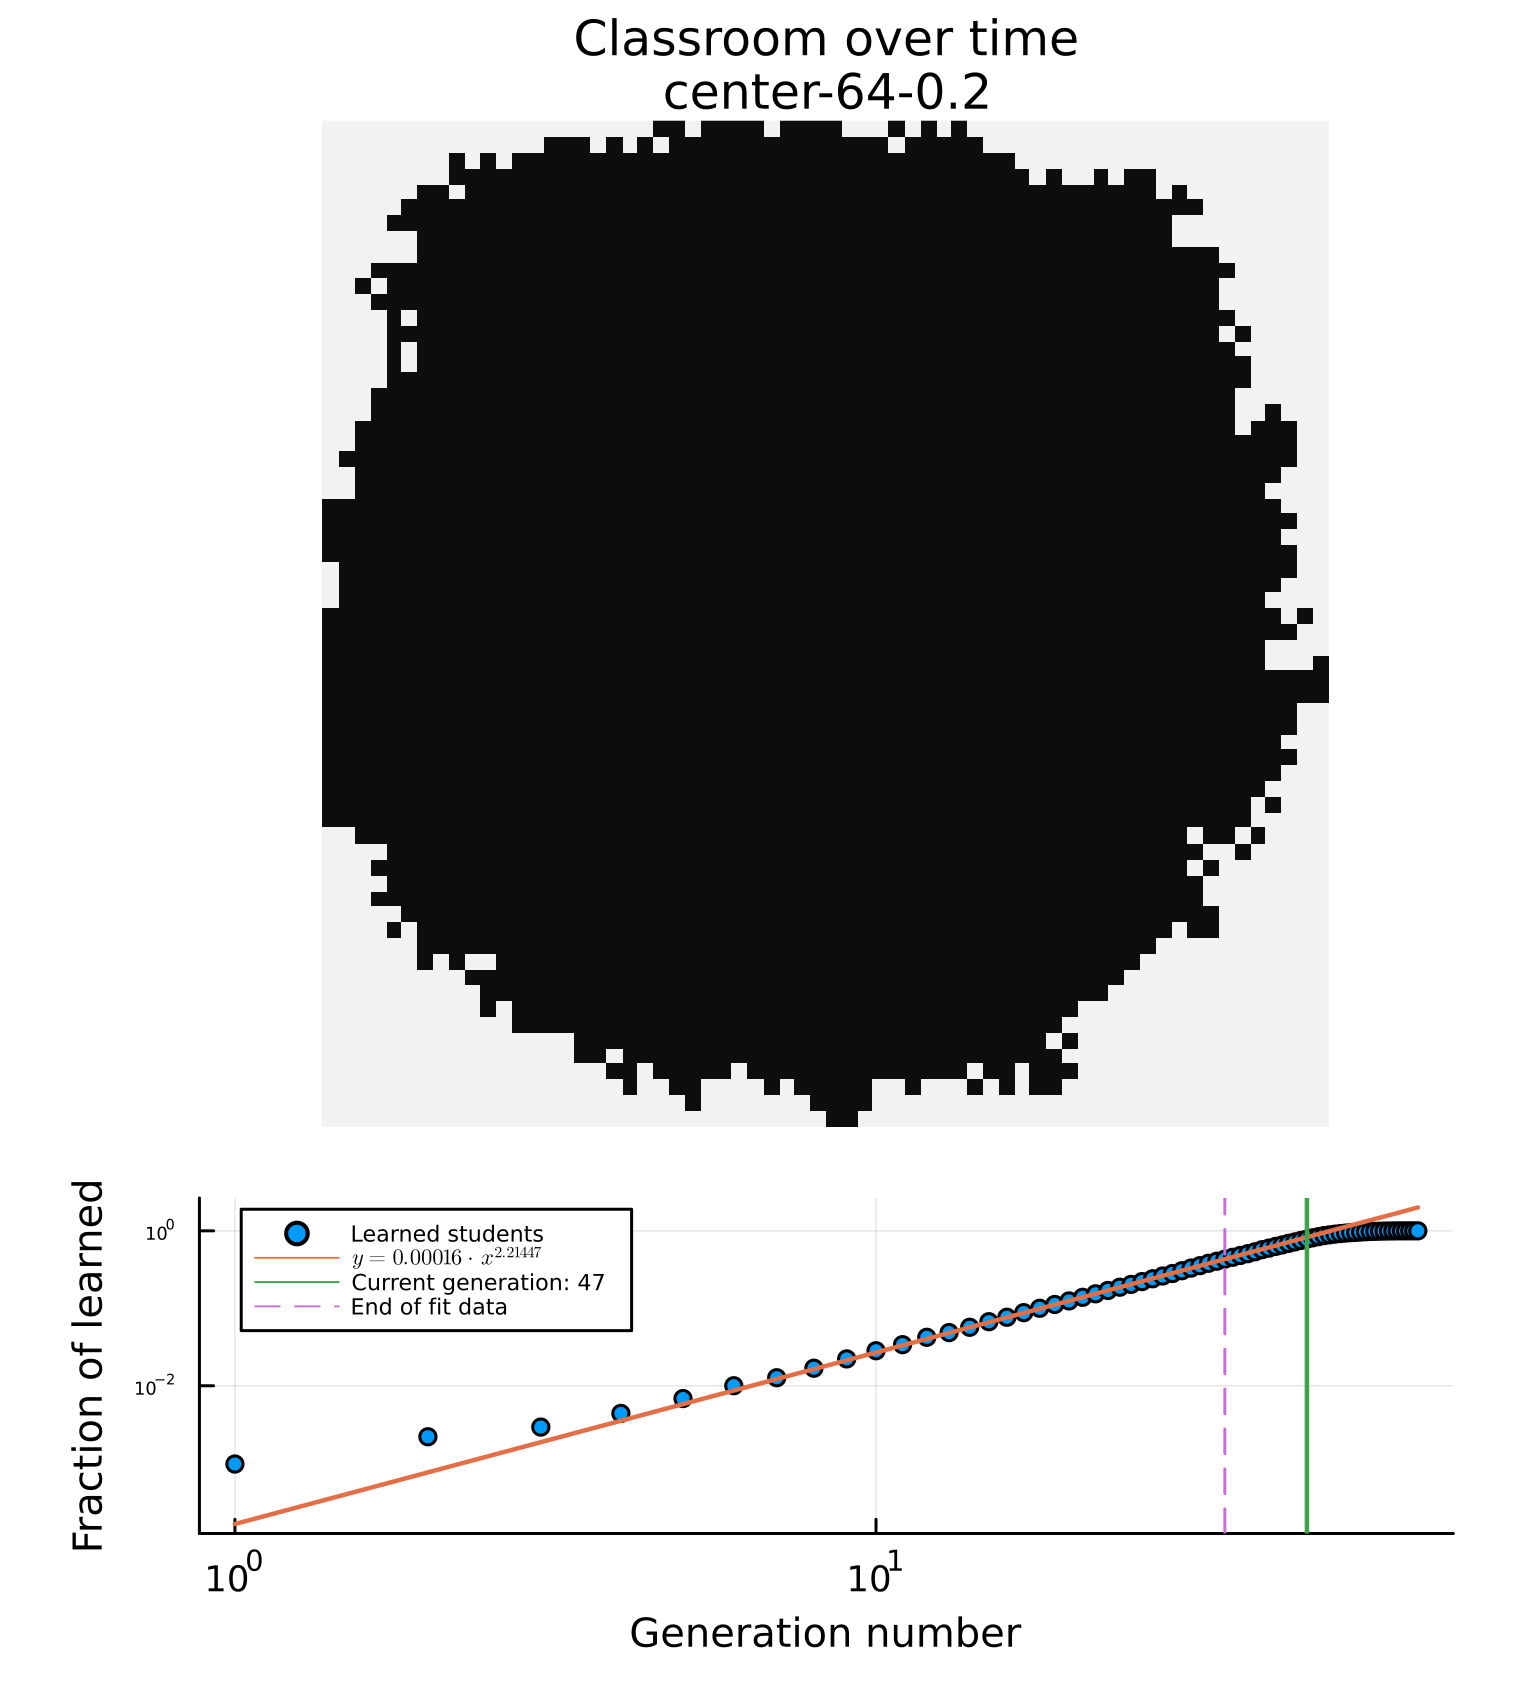 Classroom over time
center-64-0.2
Fraction of learned
10^0
10^-2
Learned students
y = 0.00016 · x^2.21447
Current generation: 47
End of fit data
10^0
10^1
Generation number